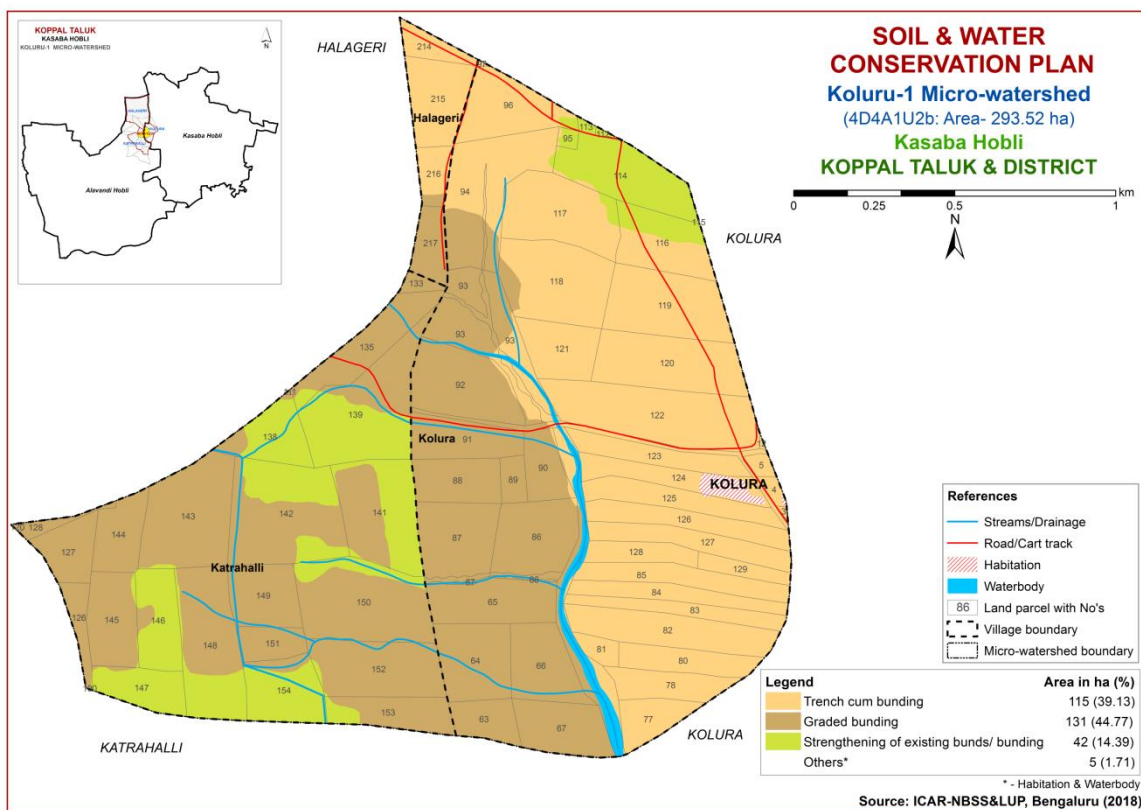 KOPPAL TALUK
KASABA HOBLI
KOLURU-1 MICRO-WATERSHED
N
HALAGERI
KOLURA
KATRAHALLI
Kasaba Hobli
Alavandi Hobli
SOIL & WATER
CONSERVATION PLAN
Koluru-1 Micro-watershed
(4D4A1U2b: Area- 293.52 ha)
Kasaba Hobli
KOPPAL TALUK & DISTRICT
km
0 0.25 0.5 1
N
HALAGERI
214
215
96
Halageri
113
95
114
216
94
117
115
116
KOLURA
217
118
133
93
119
93
93
135
121
120
92
139
122
138
Kolura
91
123
5
90
124
KOLURA
4
88
89
125
143
142
141
126
128
144
87
86
127
127
128
129
Katrahalli
85
87
86
84
149
150
65
83
126
145
146
82
148
151
81
80
152
64
66
78
147
154
153
63
67
77
KATRAHALLI
KOLURA
References
Streams/Drainage
Road/Cart track
Habitation
Waterbody
86 Land parcel with No's
Village boundary
Micro-watershed boundary
Legend Area in ha (%)
Trench cum bunding 115 (39.13)
Graded bunding 131 (44.77)
Strengthening of existing bunds/ bunding 42 (14.39)
Others* 5 (1.71)
* - Habitation & Waterbody
Source: ICAR-NBSS&LUP, Bengaluru (2018)